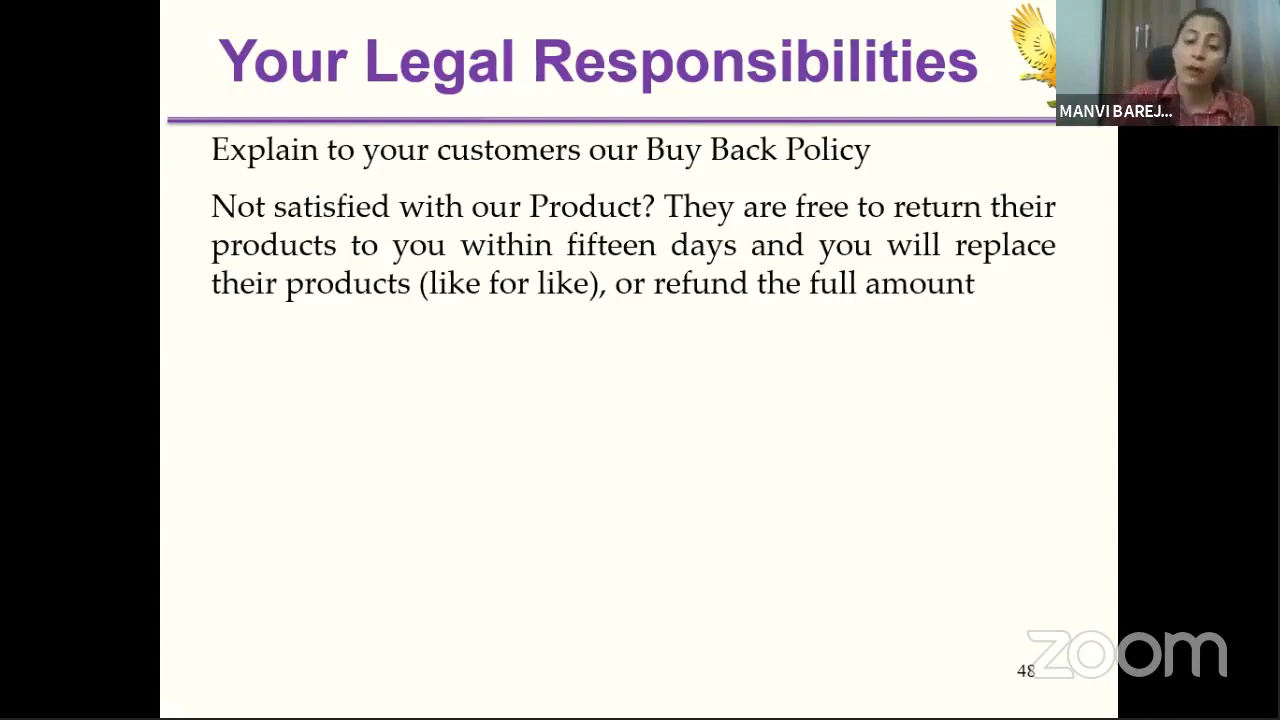 Your Legal Responsibilities
MANVI BAREJ...
Explain to your customers our Buy Back Policy
Not satisfied with our Product? They are free to return their
products to you within fifteen days and you will replace
their products (like for like), or refund the full amount
48
zoom